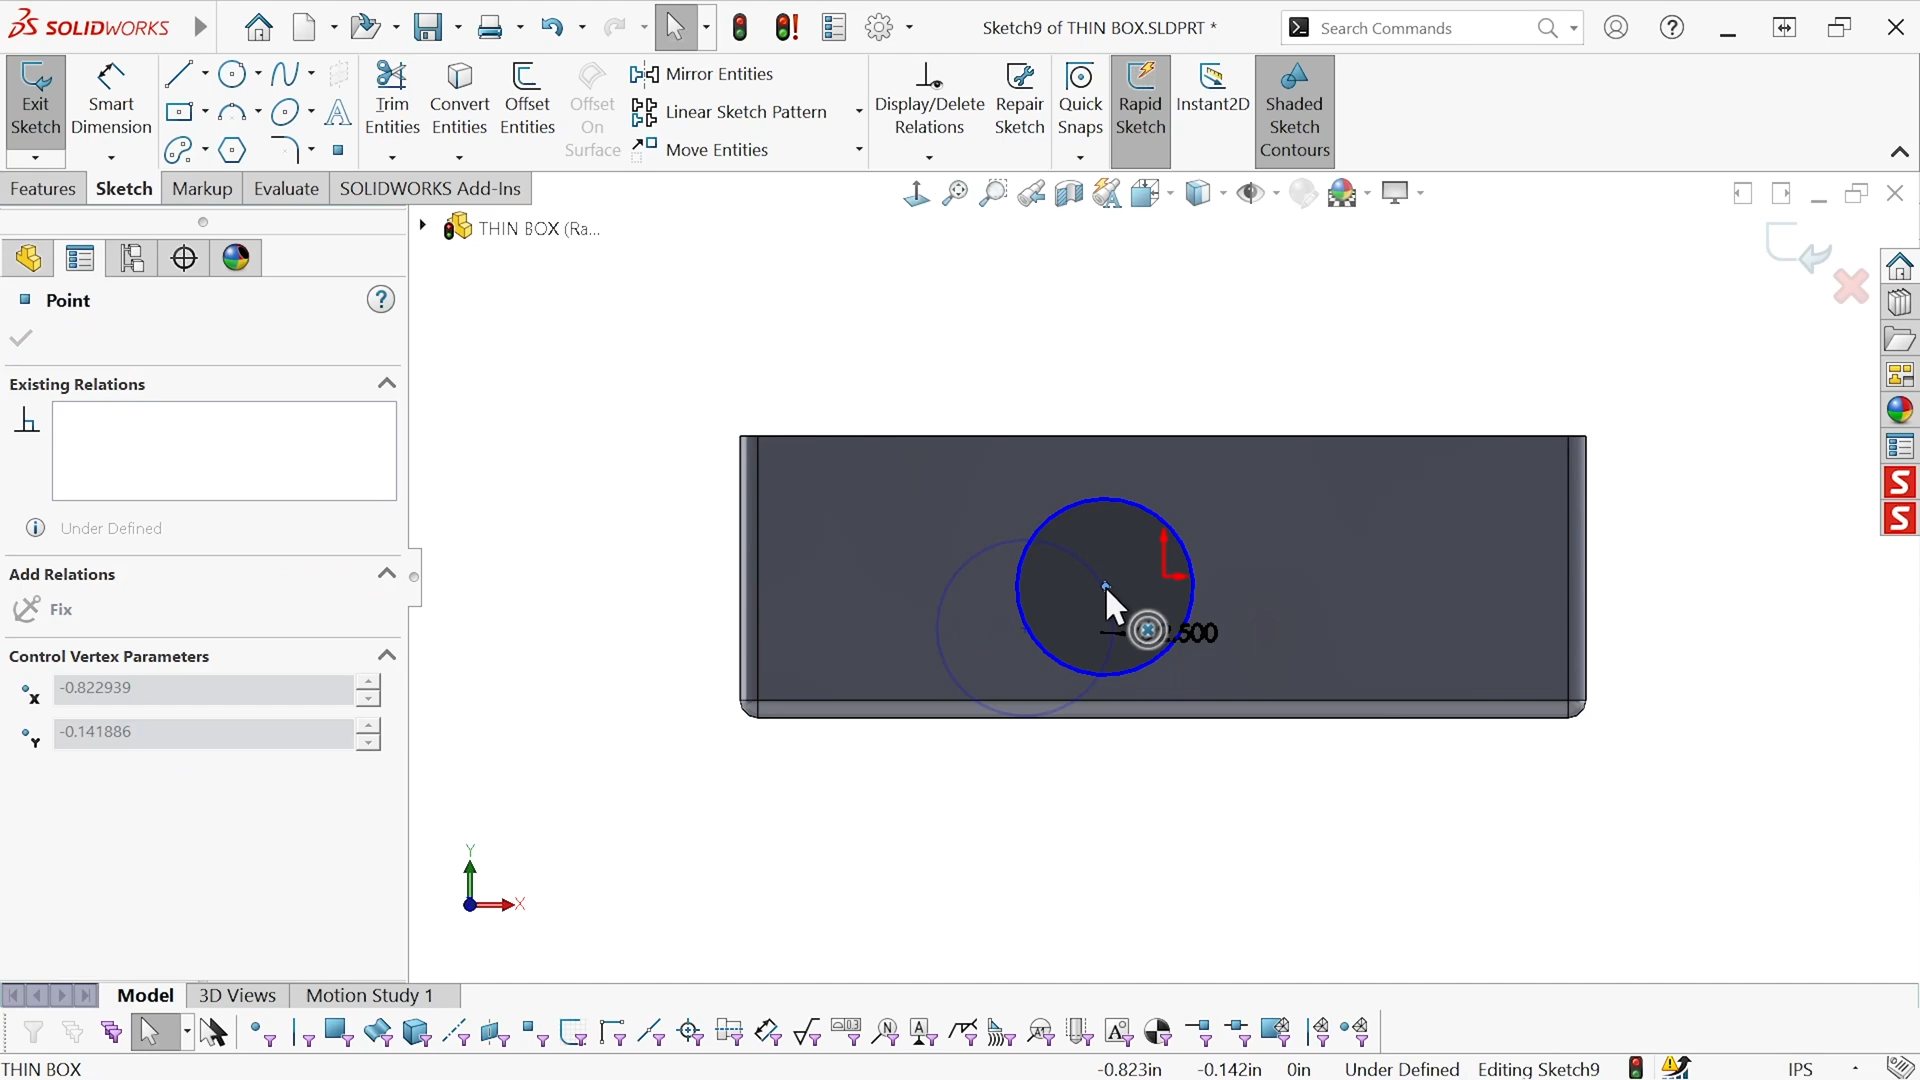 SOLIDWORKS
Sketch9 of THIN BOX.SLDPRT *
Search Commands
Exit Sketch
Smart Dimension
Trim Entities
Convert Entities
Offset Entities
Offset On Surface
Mirror Entities
Linear Sketch Pattern
Move Entities
Display/Delete Relations
Repair Sketch
Quick Snaps
Rapid Sketch
Instant2D
Shaded Sketch Contours
Features
Sketch
Markup
Evaluate
SOLIDWORKS Add-Ins
THIN BOX (Ra...
Point
Existing Relations
Under Defined
Add Relations
Fix
Control Vertex Parameters
X
-0.822939
Y
-0.141886
.500
Y
X
Model
3D Views
Motion Study 1
THIN BOX
-0.823in
-0.142in
0in
Under Defined
Editing Sketch9
IPS